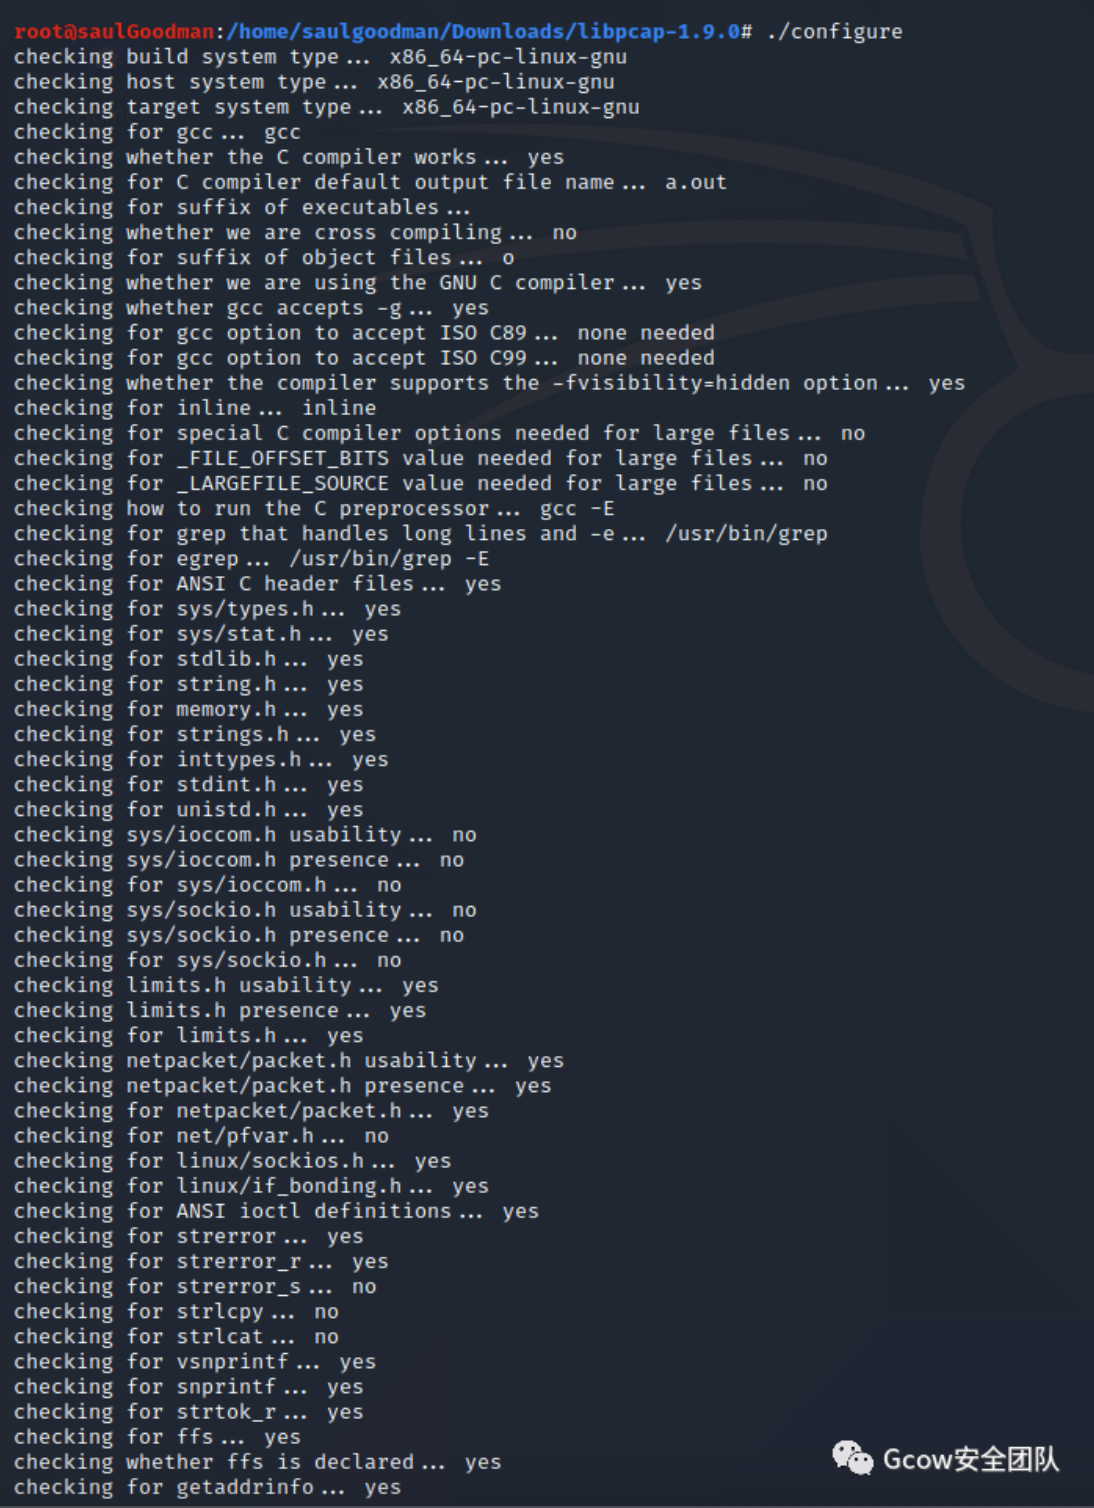 root@saulGoodman:/home/saulgoodman/Downloads/libpcap-1.9.0# ./configure
checking build system type... x86_64-pc-linux-gnu
checking host system type... x86_64-pc-linux-gnu
checking target system type... x86_64-pc-linux-gnu
checking for gcc... gcc
checking whether the C compiler works... yes
checking for C compiler default output file name... a.out
checking for suffix of executables...
checking whether we are cross compiling... no
checking for suffix of object files... o
checking whether we are using the GNU C compiler... yes
checking whether gcc accepts -g... yes
checking for gcc option to accept ISO C89... none needed
checking for gcc option to accept ISO C99... none needed
checking whether the compiler supports the -fvisibility=hidden option... yes
checking for inline... inline
checking for special C compiler options needed for large files... no
checking for _FILE_OFFSET_BITS value needed for large files... no
checking for _LARGEFILE_SOURCE value needed for large files... no
checking how to run the C preprocessor... gcc -E
checking for grep that handles long lines and -e... /usr/bin/grep
checking for egrep... /usr/bin/grep -E
checking for ANSI C header files... yes
checking for sys/types.h... yes
checking for sys/stat.h... yes
checking for stdlib.h... yes
checking for string.h... yes
checking for memory.h... yes
checking for strings.h... yes
checking for inttypes.h... yes
checking for stdint.h... yes
checking for unistd.h... yes
checking sys/ioccom.h usability... no
checking sys/ioccom.h presence... no
checking for sys/ioccom.h... no
checking sys/sockio.h usability... no
checking sys/sockio.h presence... no
checking for sys/sockio.h... no
checking limits.h usability... yes
checking limits.h presence... yes
checking for limits.h... yes
checking netpacket/packet.h usability... yes
checking netpacket/packet.h presence... yes
checking for netpacket/packet.h... yes
checking for net/pfvar.h... no
checking for linux/sockios.h... yes
checking for linux/if_bonding.h... yes
checking for ANSI ioctl definitions... yes
checking for strerror... yes
checking for strerror_r... yes
checking for strerror_s... no
checking for strlcpy... no
checking for strlcat... no
checking for vsnprintf... yes
checking for snprintf... yes
checking for strtok_r... yes
checking for ffs... yes
checking whether ffs is declared... yes
checking for getaddrinfo... yes
Gcow安全团队